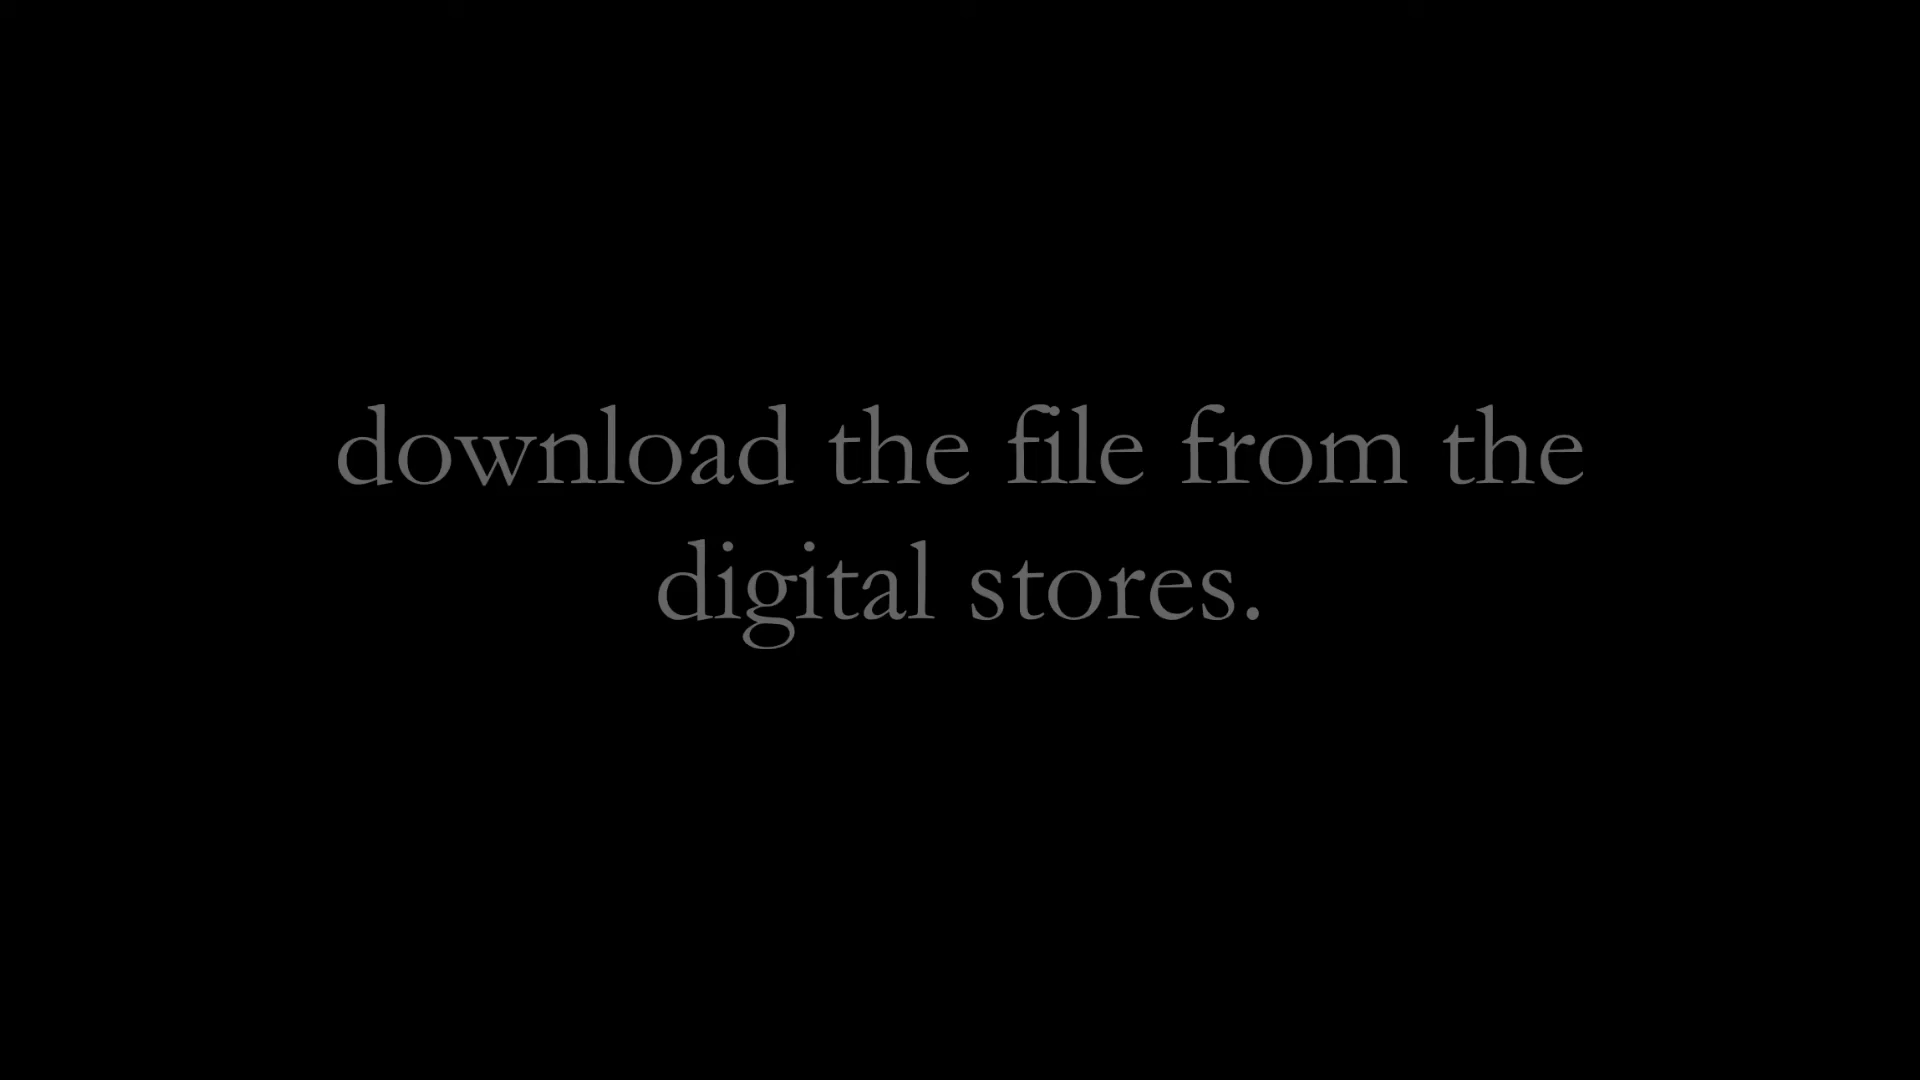 download the file from the
digital stores.